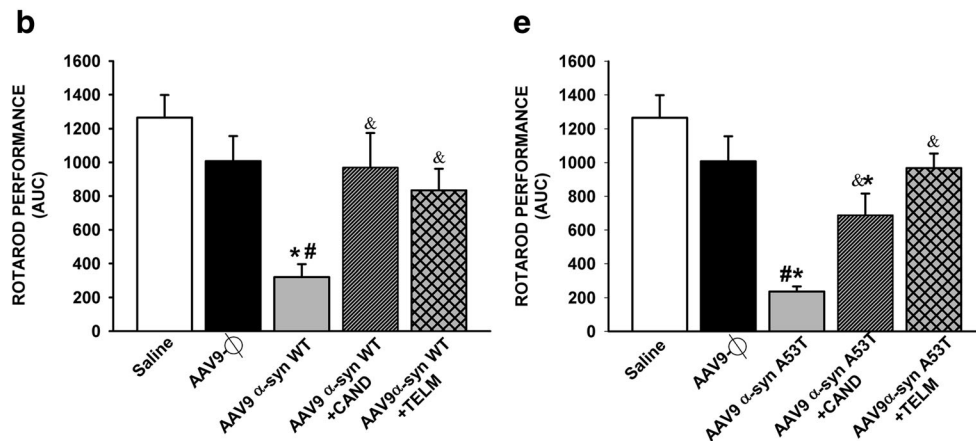 b
ROTAROD PERFORMANCE
(AUC)
1600
1400
1200
1000
800
600
400
200
0
*#
&
&
Saline
AAV9-∅
AAV9 α-syn WT
AAV9 α-syn WT
+CAND
AAV9α-syn WT
+TELM
e
ROTAROD PERFORMANCE
(AUC)
1600
1400
1200
1000
800
600
400
200
0
#*
&*
&
Saline
AAV9-∅
AAV9 α-syn A53T
AAV9 α-syn A53T
+CAND
AAV9α-syn A53T
+TELM